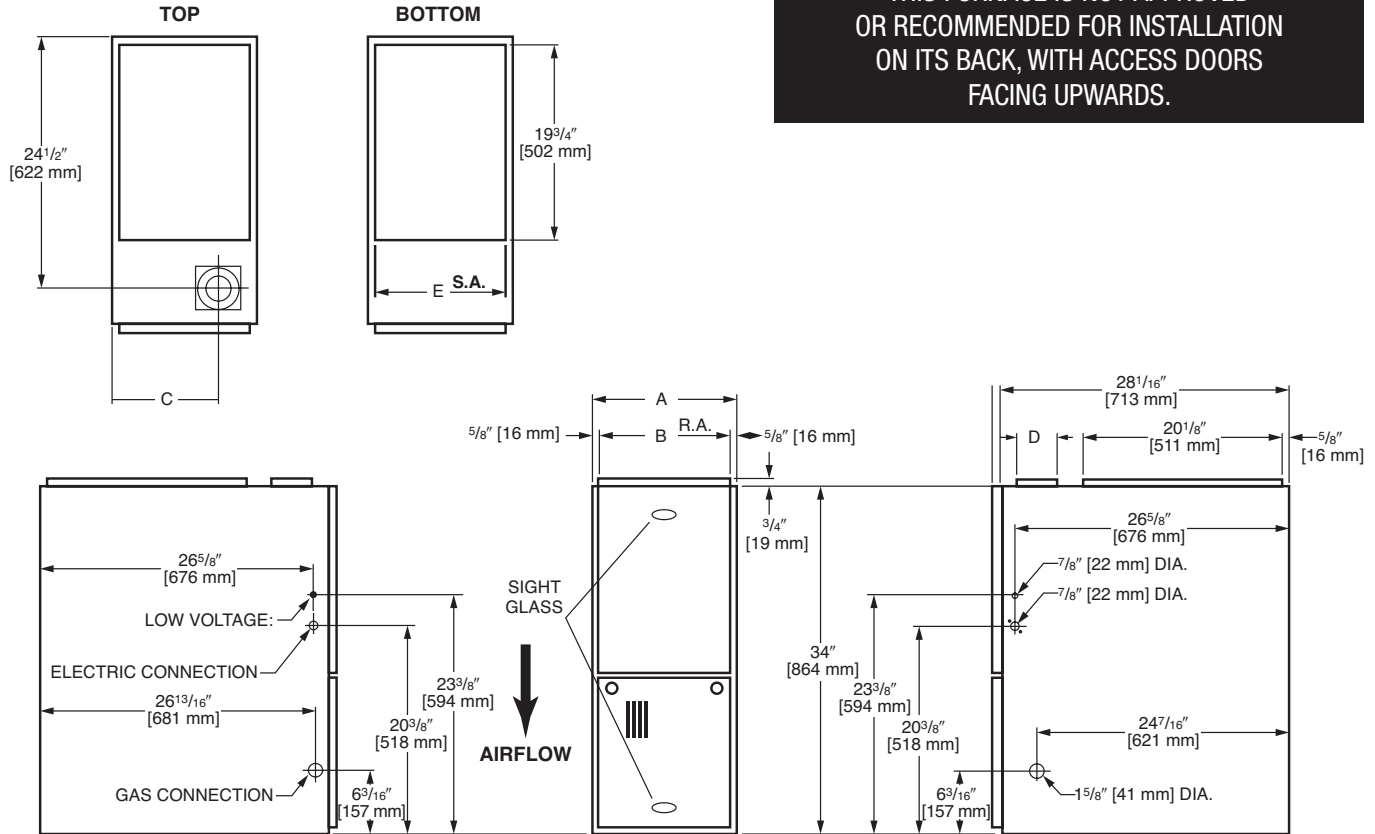 THIS FURNACE IS NOT APPROVED
OR RECOMMENDED FOR INSTALLATION
ON ITS BACK, WITH ACCESS DOORS
FACING UPWARDS.
TOP
BOTTOM
24 1/2″
[622 mm]
19 3/4″
[502 mm]
E S.A.
C
A
5/8″ [16 mm]
B R.A.
5/8″ [16 mm]
3/4″
[19 mm]
28 1/16″
[713 mm]
D
20 1/8″
[511 mm]
5/8″
[16 mm]
26 5/8″
[676 mm]
LOW VOLTAGE:
ELECTRIC CONNECTION
26 13/16″
[681 mm]
GAS CONNECTION
23 3/8″
[594 mm]
20 3/8″
[518 mm]
6 3/16″
[157 mm]
SIGHT
GLASS
AIRFLOW
34″
[864 mm]
26 5/8″
[676 mm]
7/8″ [22 mm] DIA.
7/8″ [22 mm] DIA.
23 3/8″
[594 mm]
20 3/8″
[518 mm]
24 7/16″
[621 mm]
6 3/16″
[157 mm]
1 5/8″ [41 mm] DIA.